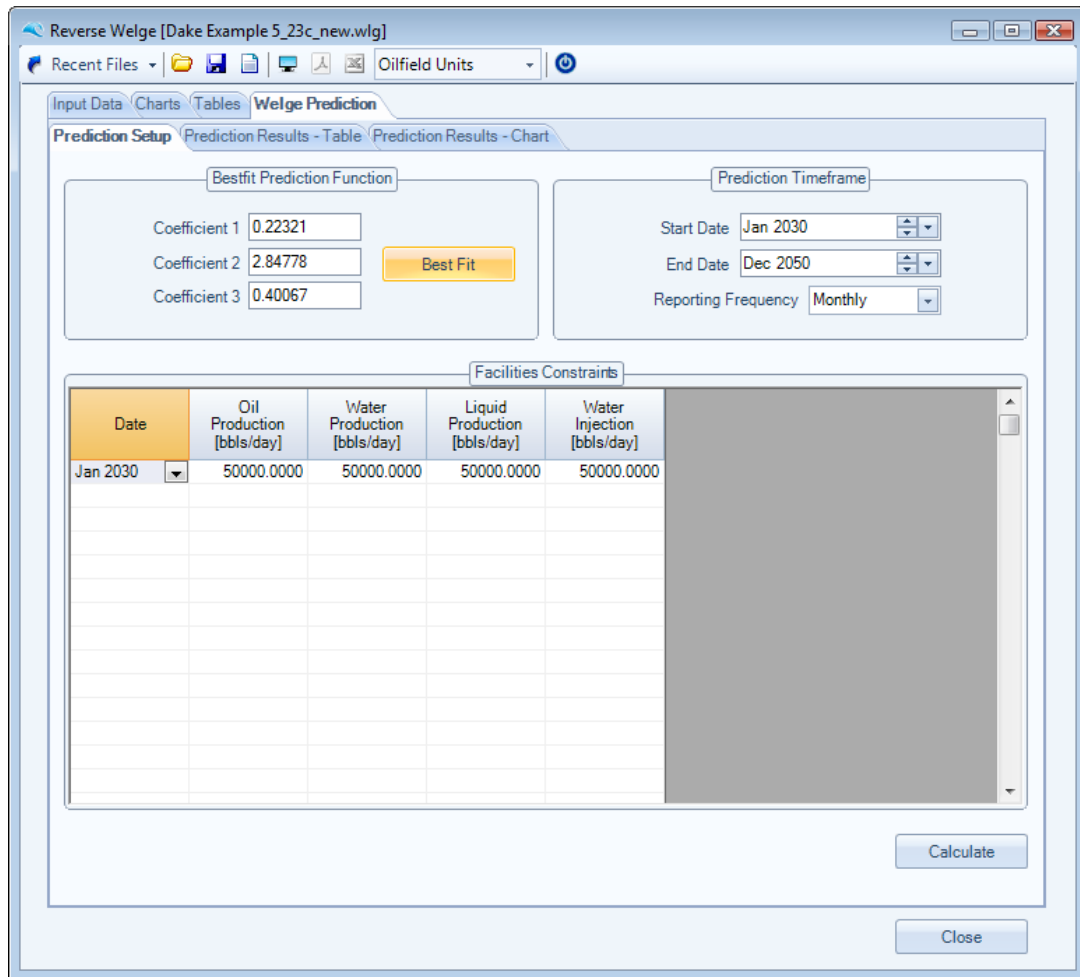 Reverse Welge [Dake Example 5_23c_new.wlg]
Recent Files Oilfield Units
Input Data Charts Tables Welge Prediction
Prediction Setup Prediction Results - Table Prediction Results - Chart
Bestfit Prediction Function
Coefficient 1 0.22321
Coefficient 2 2.84778
Coefficient 3 0.40067
Best Fit
Prediction Timeframe
Start Date Jan 2030
End Date Dec 2050
Reporting Frequency Monthly
Facilities Constraints
Date Oil Production [bbls/day] Water Production [bbls/day] Liquid Production [bbls/day] Water Injection [bbls/day]
Jan 2030 50000.0000 50000.0000 50000.0000 50000.0000
Calculate
Close